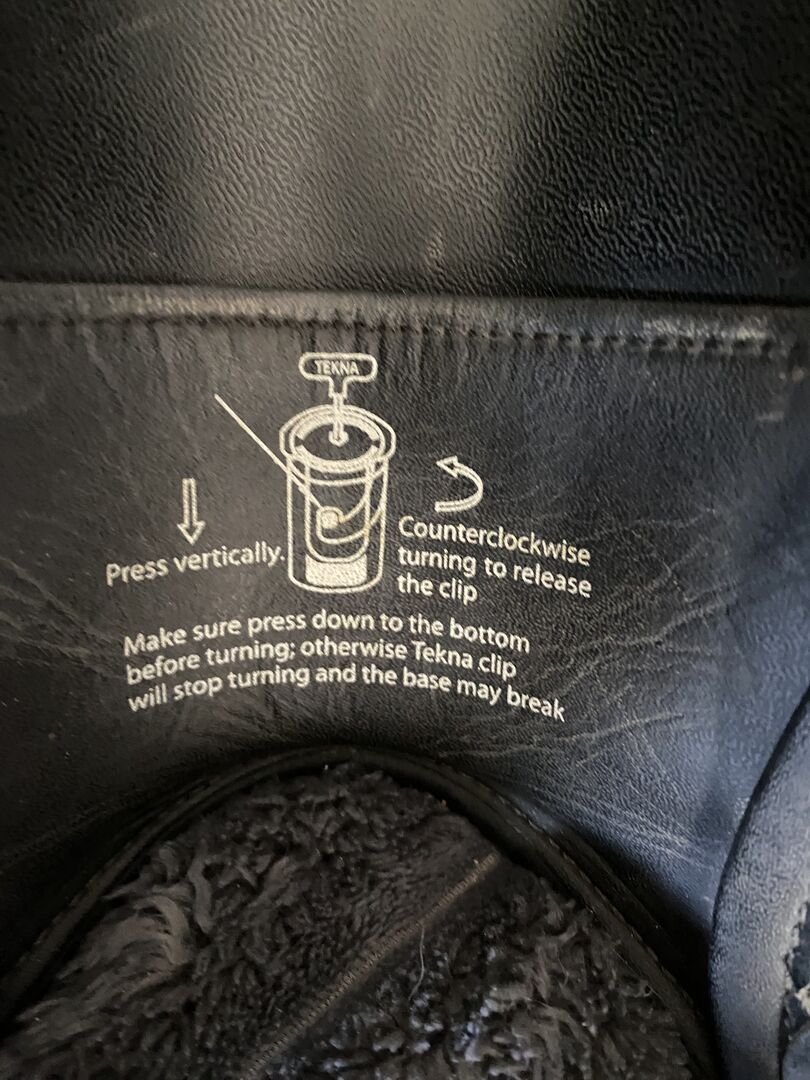 TEKNA
Press vertically.
Counterclockwise
turning to release
the clip
Make sure press down to the bottom
before turning; otherwise Tekna clip
will stop turning and the base may break